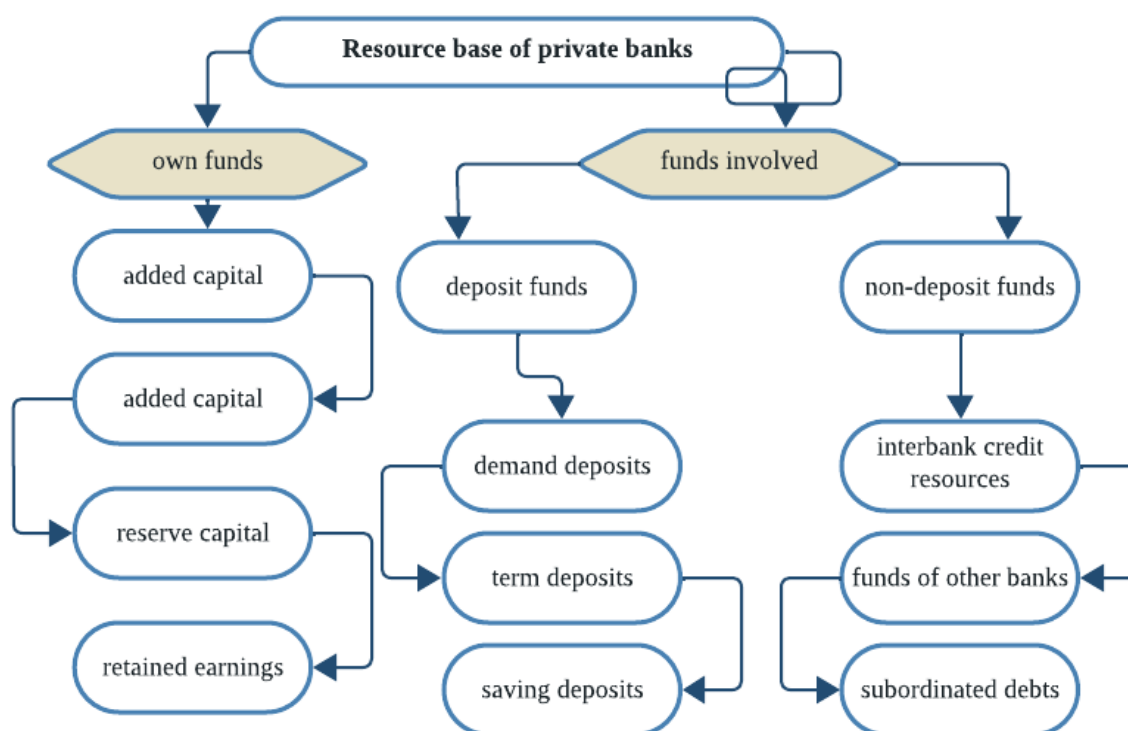 Resource base of private banks
own funds
funds involved
added capital
added capital
reserve capital
retained earnings
deposit funds
demand deposits
term deposits
saving deposits
non-deposit funds
interbank credit
resources
funds of other banks
subordinated debts